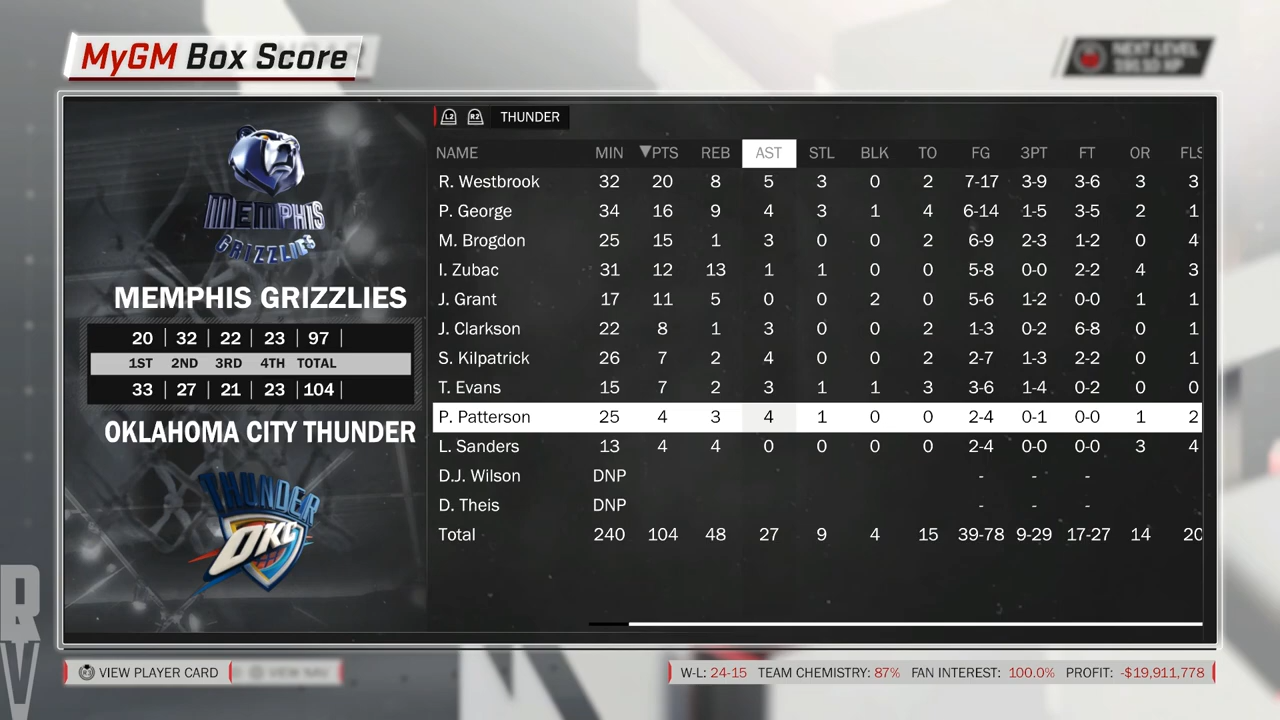 MyGM Box Score
NEXT LEVEL
L2 R2 THUNDER
NAME MIN PTS REB AST STL BLK TO FG 3PT FT OR FLS
R. Westbrook 32 20 8 5 3 0 2 7-17 3-9 3-6 3 3
P. George 34 16 9 4 3 1 4 6-14 1-5 3-5 2 1
M. Brogdon 25 15 1 3 0 0 2 6-9 2-3 1-2 0 4
I. Zubac 31 12 13 1 1 0 0 5-8 0-0 2-2 4 3
J. Grant 17 11 5 0 0 2 0 5-6 1-2 0-0 1 1
J. Clarkson 22 8 1 3 0 0 2 1-3 0-2 6-8 0 1
S. Kilpatrick 26 7 2 4 0 0 2 2-7 1-3 2-2 0 1
T. Evans 15 7 2 3 1 1 3 3-6 1-4 0-2 0 0
P. Patterson 25 4 3 4 1 0 0 2-4 0-1 0-0 1 2
L. Sanders 13 4 4 0 0 0 0 2-4 0-0 0-0 3 4
D.J. Wilson DNP - - -
D. Theis DNP - - -
Total 240 104 48 27 9 4 15 39-78 9-29 17-27 14 20
MEMPHIS
GRIZZLIES
MEMPHIS GRIZZLIES
20 32 22 23 97
1ST 2ND 3RD 4TH TOTAL
33 27 21 23 104
OKLAHOMA CITY THUNDER
THUNDER
OKC
RV
VIEW PLAYER CARD
W-L: 24-15 TEAM CHEMISTRY: 87% FAN INTEREST: 100.0% PROFIT: -$19,911,778